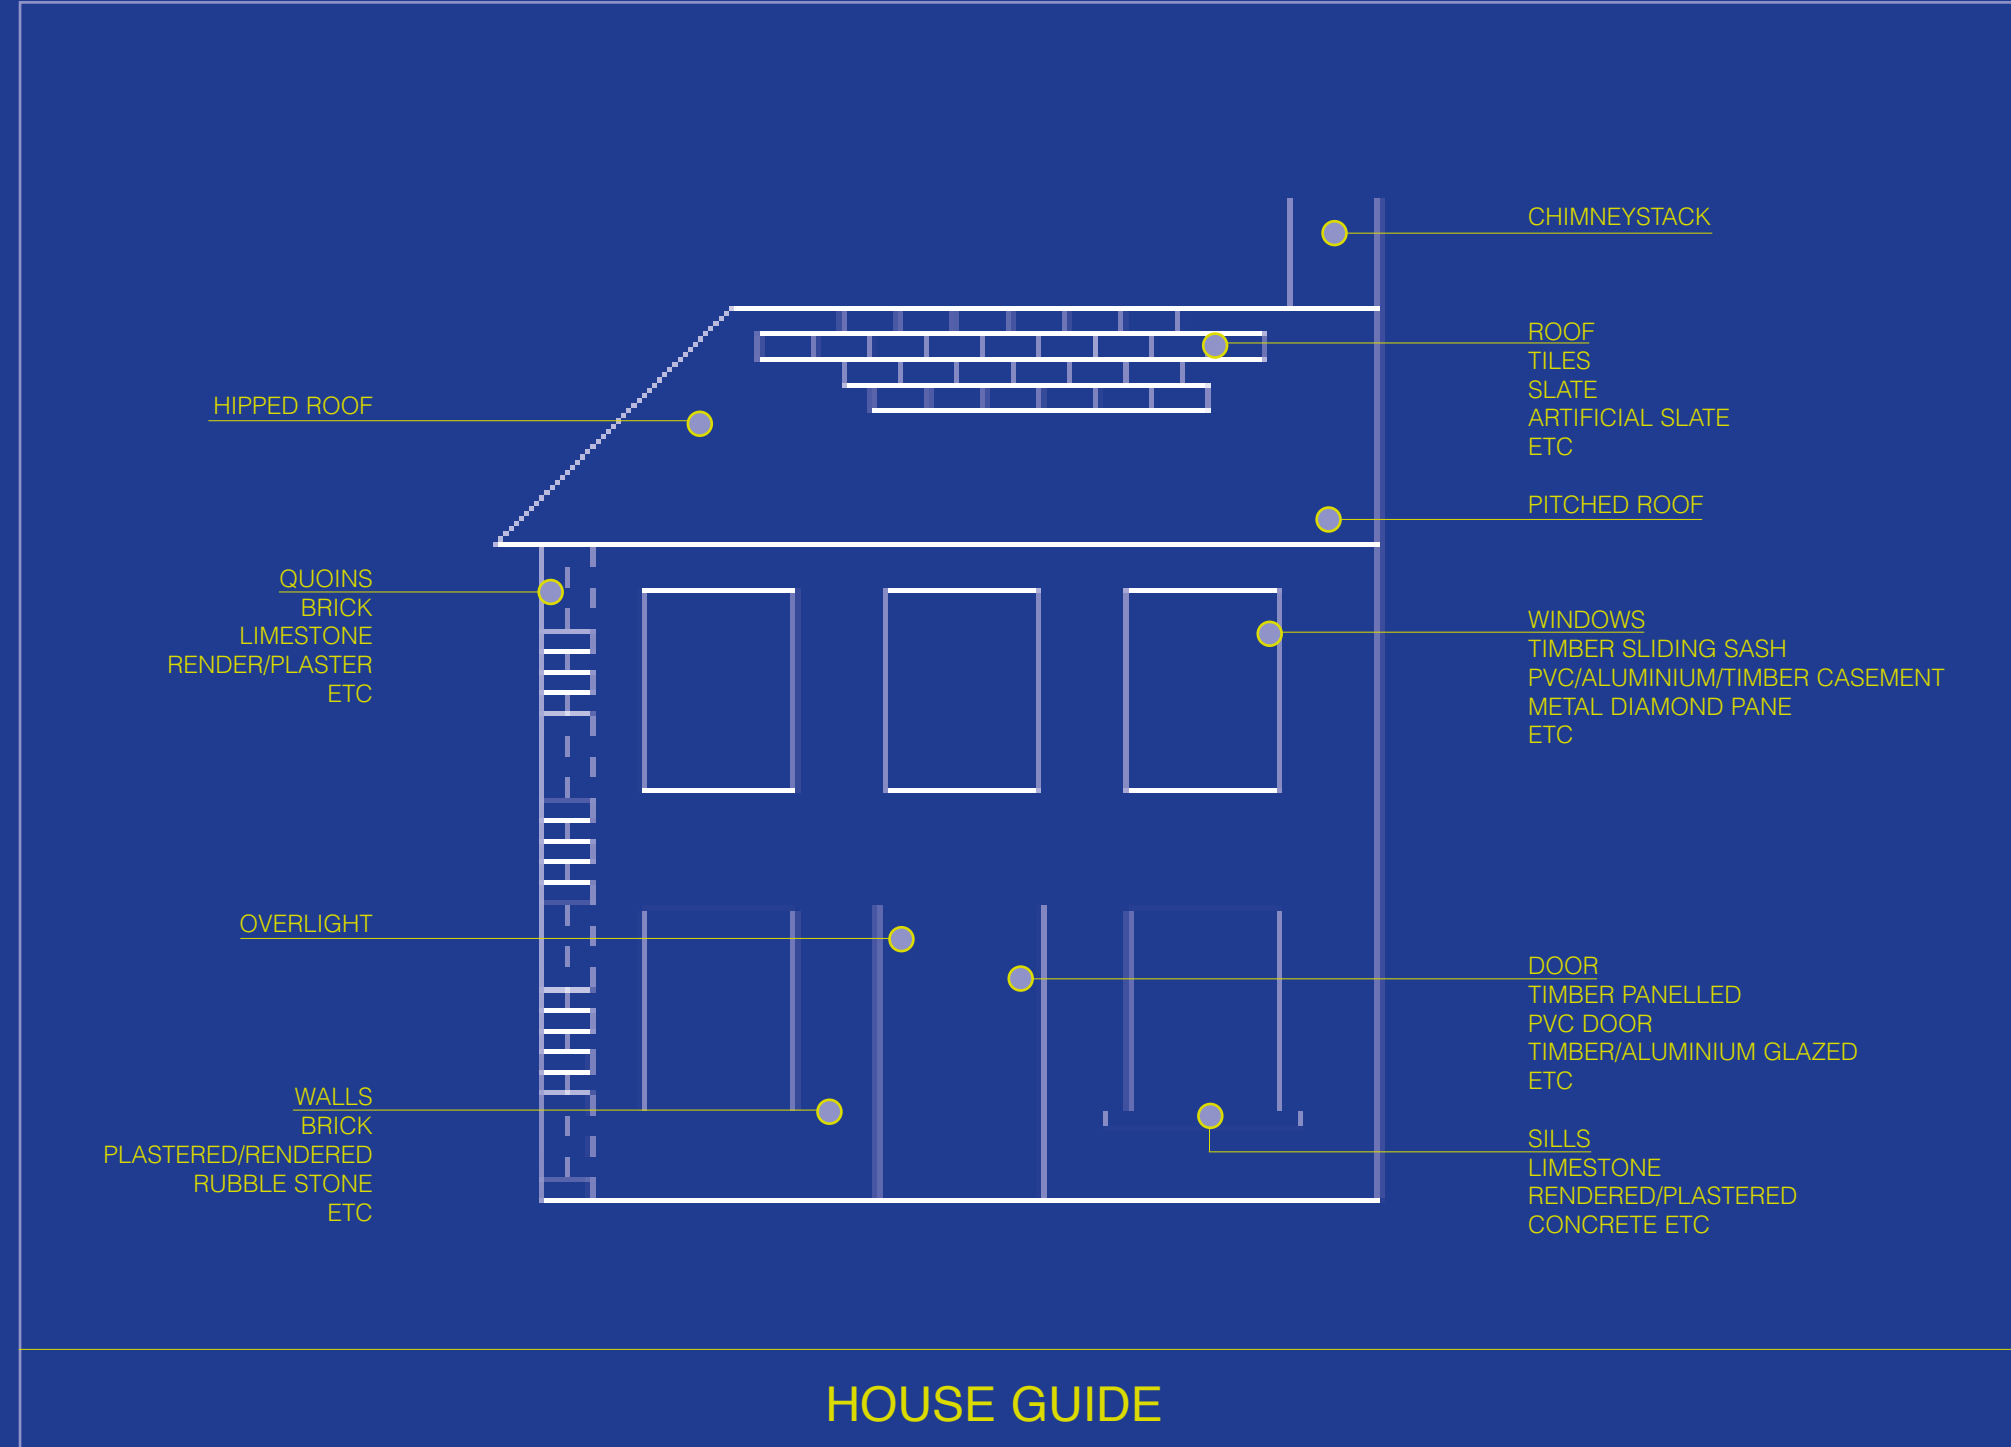 CHIMNEYSTACK
ROOF
TILES
SLATE
ARTIFICIAL SLATE
ETC
HIPPED ROOF
PITCHED ROOF
QUOINS
BRICK
LIMESTONE
RENDER/PLASTER
ETC
WINDOWS
TIMBER SLIDING SASH
PVC/ALUMINIUM/TIMBER CASEMENT
METAL DIAMOND PANE
ETC
OVERLIGHT
DOOR
TIMBER PANELLED
PVC DOOR
TIMBER/ALUMINIUM GLAZED
ETC
WALLS
BRICK
PLASTERED/RENDERED
RUBBLE STONE
ETC
SILLS
LIMESTONE
RENDERED/PLASTERED
CONCRETE ETC
HOUSE GUIDE